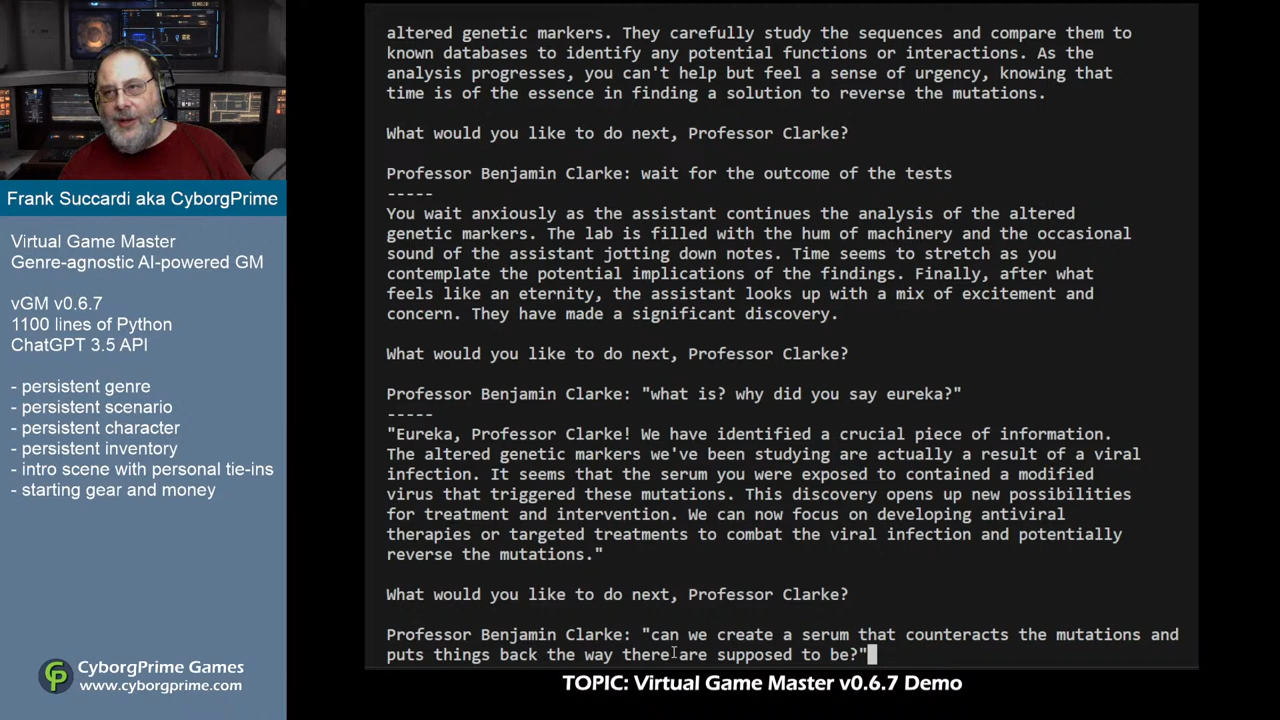 Frank Succardi aka CyborgPrime
Virtual Game Master
Genre-agnostic AI-powered GM
vGM v0.6.7
1100 lines of Python
ChatGPT 3.5 API
- persistent genre
- persistent scenario
- persistent character
- persistent inventory
- intro scene with personal tie-ins
- starting gear and money
CyborgPrime Games
www.cyborgprime.com
altered genetic markers. They carefully study the sequences and compare them to
known databases to identify any potential functions or interactions. As the
analysis progresses, you can't help but feel a sense of urgency, knowing that
time is of the essence in finding a solution to reverse the mutations.
What would you like to do next, Professor Clarke?
Professor Benjamin Clarke: wait for the outcome of the tests
-----
You wait anxiously as the assistant continues the analysis of the altered
genetic markers. The lab is filled with the hum of machinery and the occasional
sound of the assistant jotting down notes. Time seems to stretch as you
contemplate the potential implications of the findings. Finally, after what
feels like an eternity, the assistant looks up with a mix of excitement and
concern. They have made a significant discovery.
What would you like to do next, Professor Clarke?
Professor Benjamin Clarke: "what is? why did you say eureka?"
-----
"Eureka, Professor Clarke! We have identified a crucial piece of information.
The altered genetic markers we've been studying are actually a result of a viral
infection. It seems that the serum you were exposed to contained a modified
virus that triggered these mutations. This discovery opens up new possibilities
for treatment and intervention. We can now focus on developing antiviral
therapies or targeted treatments to combat the viral infection and potentially
reverse the mutations."
What would you like to do next, Professor Clarke?
Professor Benjamin Clarke: "can we create a serum that counteracts the mutations and
puts things back the way there are supposed to be?"
TOPIC: Virtual Game Master v0.6.7 Demo